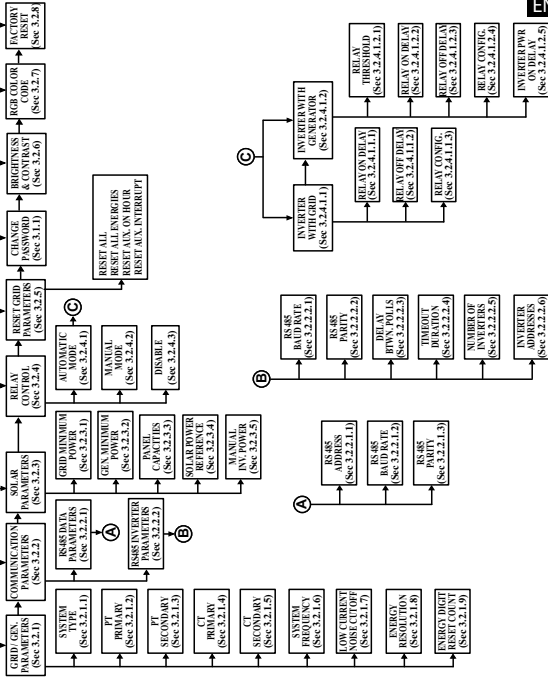 EN
GRID/ GEN.
PARAMETERS
(Sec 3.2.1)
COMMUNICATION
PARAMETERS
(Sec 3.2.2)
SOLAR
PARAMETERS
(Sec 3.2.3)
RELAY
CONTROL
(Sec 3.2.4)
RESET GRID
PARAMETERS
(Sec 3.2.5)
CHANGE
PASSWORD
(Sec 3.1.1)
BRIGHTNESS
& CONTRAST
(Sec 3.2.6)
RGB COLOR
CODE
(Sec 3.2.7)
FACTORY
RESET
(Sec 3.2.8)
SYSTEM
TYPE
(Sec 3.2.1.1)
PT
PRIMARY
(Sec 3.2.1.2)
PT
SECONDARY
(Sec 3.2.1.3)
CT
PRIMARY
(Sec 3.2.1.4)
CT
SECONDARY
(Sec 3.2.1.5)
SYSTEM
FREQUENCY
(Sec 3.2.1.6)
LOW CURRENT
NOISE CUTOFF
(Sec 3.2.1.7)
ENERGY
RESOLUTION
(Sec 3.2.1.8)
ENERGY DIGIT
RESET COUNT
(Sec 3.2.1.9)
RS485 DATA
PARAMETERS
(Sec 3.2.2.1)
A
RS485 INVERTER
PARAMETERS
(Sec 3.2.2.2)
B
GRID MINIMUM
POWER
(Sec 3.2.3.1)
GEN. MINIMUM
POWER
(Sec 3.2.3.2)
PANEL
CAPACITIES
(Sec 3.2.3.3)
SOLAR POWER
REFERENCE
(Sec 3.2.3.4)
MANUAL
INV. POWER
(Sec 3.2.3.5)
AUTOMATIC
MODE
(Sec 3.2.4.1)
C
MANUAL
MODE
(Sec 3.2.4.2)
DISABLE
(Sec 3.2.4.3)
RESET ALL
RESET ALL ENERGIES
RESET AUX. ON HOUR
RESET AUX. INTERRUPT
A
RS485
ADDRESS
(Sec 3.2.2.1.1)
RS485
BAUD RATE
(Sec 3.2.2.1.2)
RS485
PARITY
(Sec 3.2.2.1.3)
B
RS485
BAUD RATE
(Sec 3.2.2.2.1)
RS485
PARITY
(Sec 3.2.2.2.2)
DELAY
BTWN. POLLS
(Sec 3.2.2.2.3)
TIMEOUT
DURATION
(Sec 3.2.2.2.4)
NUMBER OF
INVERTERS
(Sec 3.2.2.2.5)
INVERTER
ADDRESSES
(Sec 3.2.2.2.6)
C
INVERTER
WITH GRID
(Sec 3.2.4.1.1)
INVERTER WITH
GENERATOR
(Sec 3.2.4.1.2)
RELAY ON DELAY
(Sec 3.2.4.1.1.1)
RELAY OFF DELAY
(Sec 3.2.4.1.1.2)
RELAY CONFIG.
(Sec 3.2.4.1.1.3)
RELAY
THRESHOLD
(Sec 3.2.4.1.2.1)
RELAY ON DELAY
(Sec 3.2.4.1.2.2)
RELAY OFF DELAY
(Sec 3.2.4.1.2.3)
RELAY CONFIG.
(Sec 3.2.4.1.2.4)
INVERTER PWR
ON DELAY
(Sec 3.2.4.1.2.5)